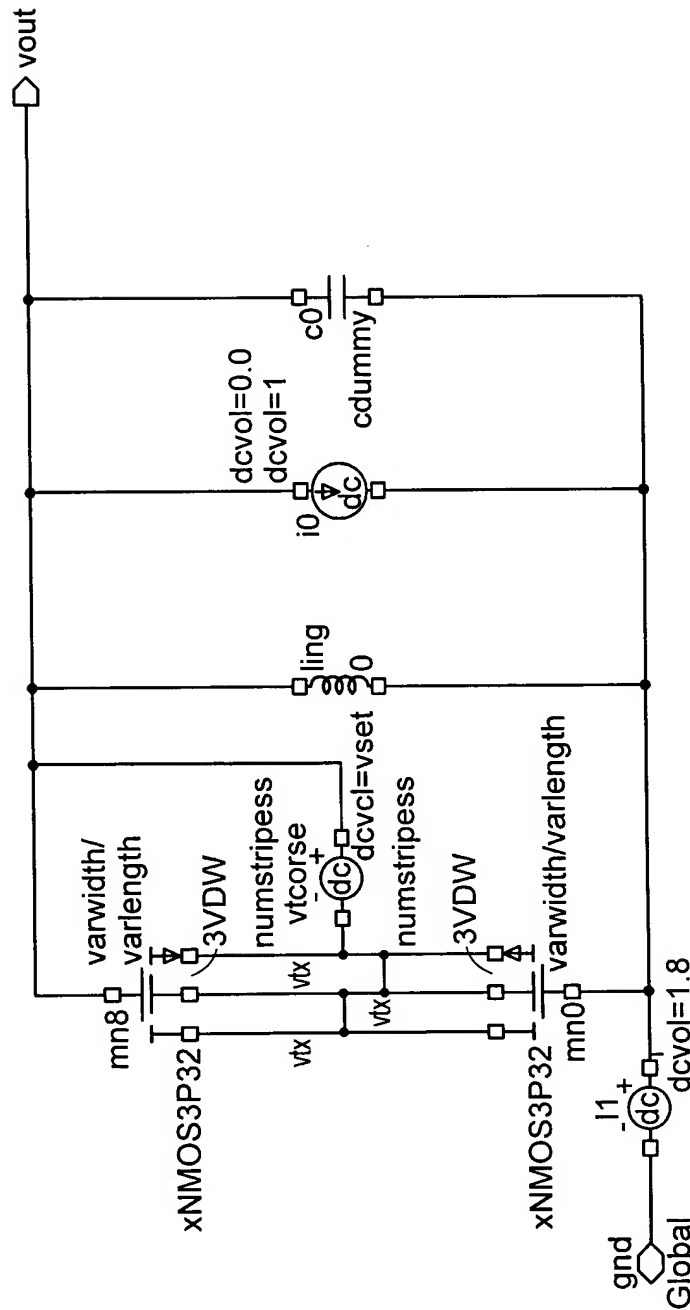 vout
c0
cdummy
dcvol=0.0
dcvol=1
i0
dc
ling
0
varwidth/
varlength
mn8
3VDW
numstripess
vtcorse
- +
dc
dcvcl=vset
numstripess
vtx
vtx
vtx
xNMOS3P32
3VDW
varwidth/varlength
mn0
xNMOS3P32
- I1 +
dc
dcvol=1.8
gnd
Global